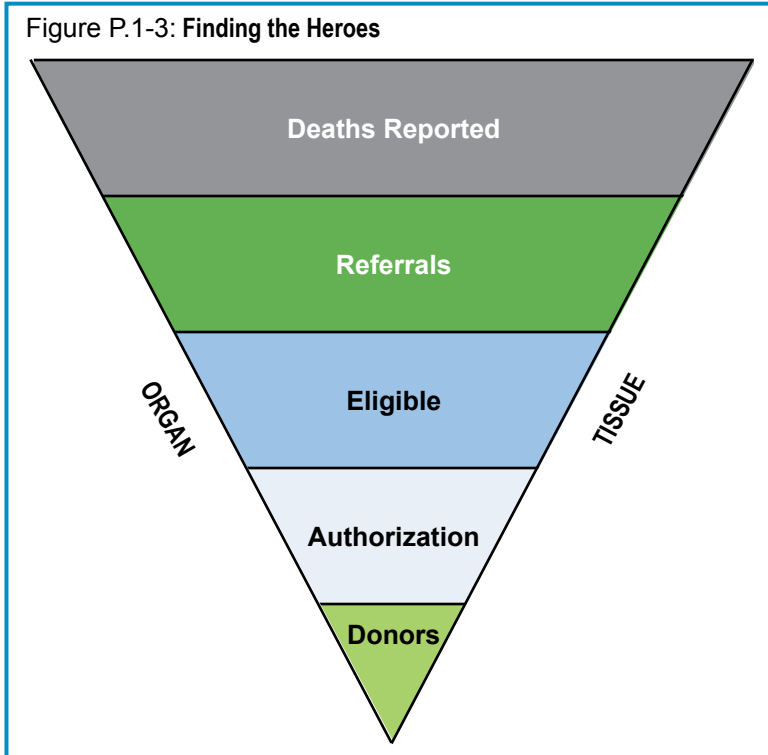 Figure P.1-3: Finding the Heroes
Deaths Reported
Referrals
Eligible
ORGAN
TISSUE
Authorization
Donors